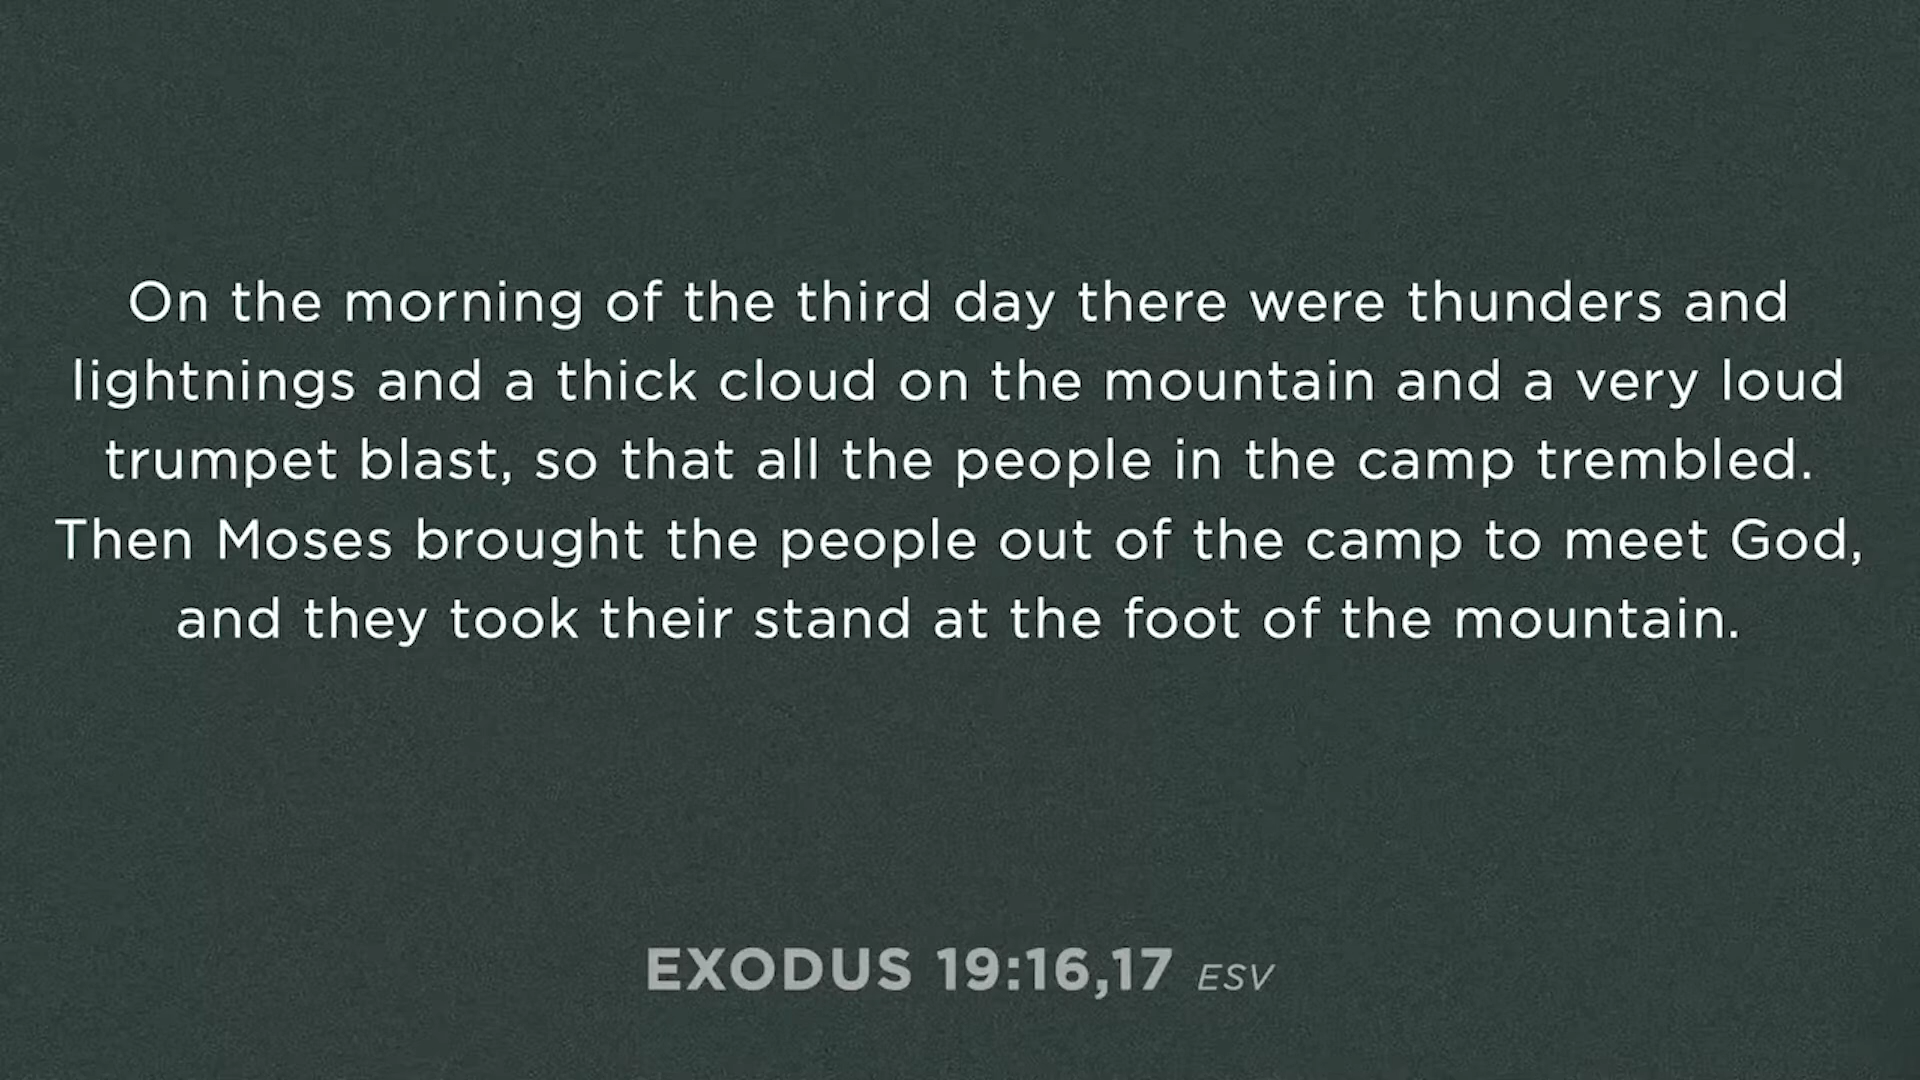 On the morning of the third day there were thunders and
lightnings and a thick cloud on the mountain and a very loud
trumpet blast, so that all the people in the camp trembled.
Then Moses brought the people out of the camp to meet God,
and they took their stand at the foot of the mountain.
EXODUS 19:16,17 ESV